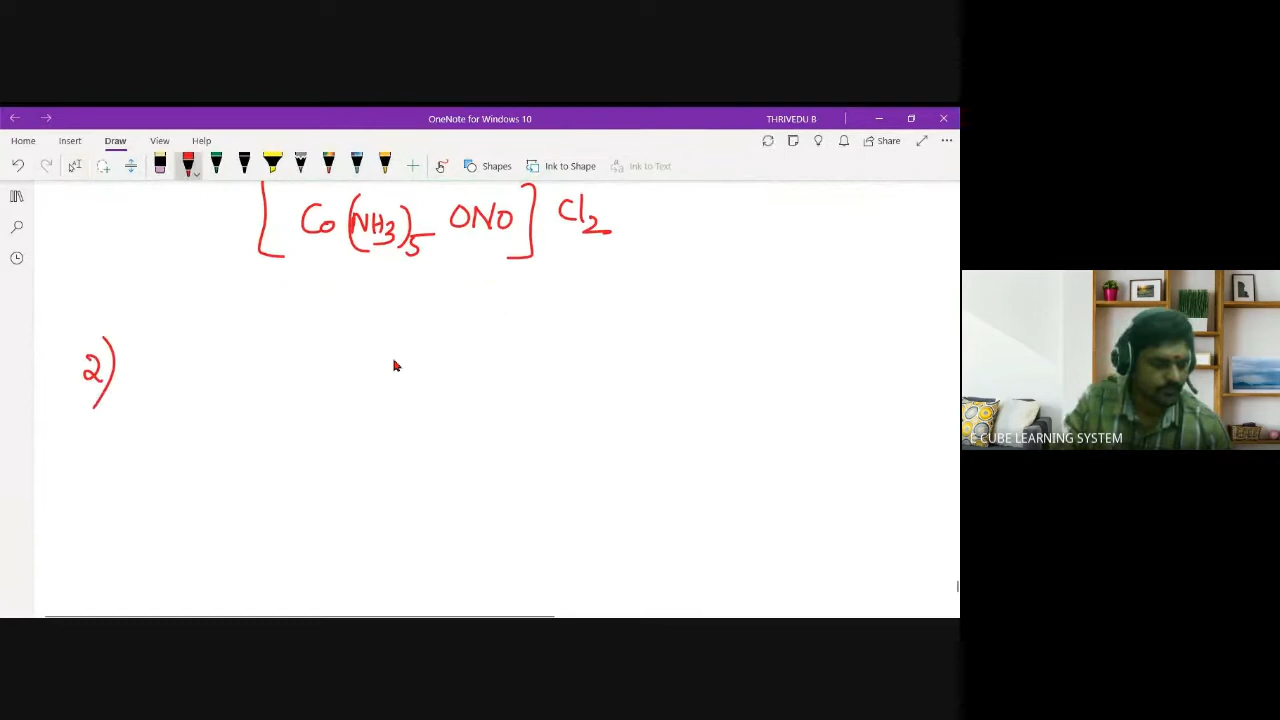 OneNote for Windows 10
THRIVEDU B
Home Insert Draw View Help
Share
Shapes Ink to Shape Ink to Text
[Co(NH3)5 ONO] Cl2
2)
E CUBE LEARNING SYSTEM